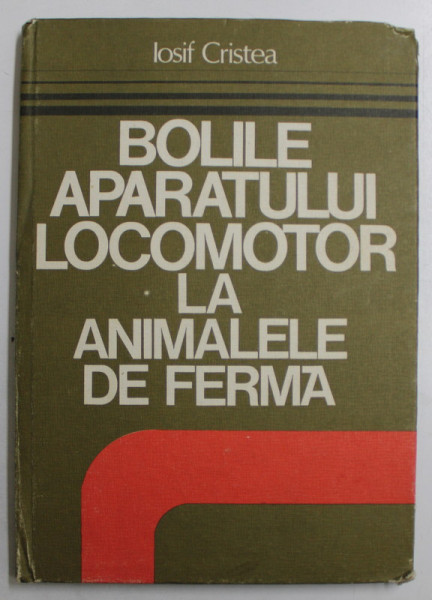 Iosif Cristea
BOLILE
APARATULUI
LOCOMOTOR
LA
ANIMALELE
DE FERMĂ